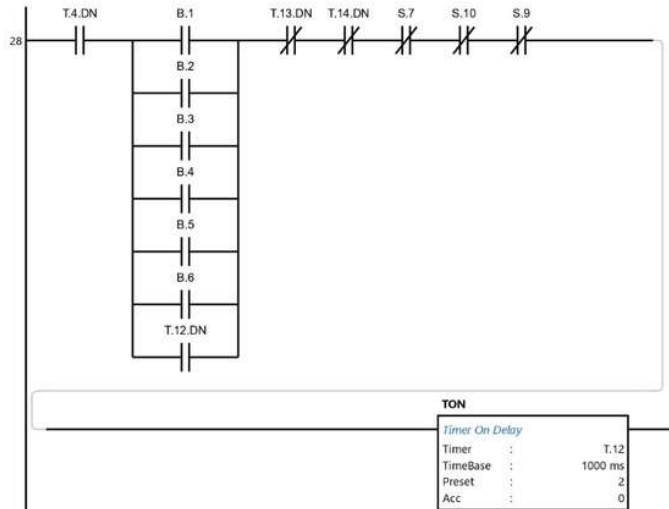 T.4.DN B.1 T.13.DN T.14.DN S.7 S.10 S.9
28
B.2
B.3
B.4
B.5
B.6
T.12.DN
TON
Timer On Delay
Timer : T.12
TimeBase : 1000 ms
Preset : 2
Acc : 0